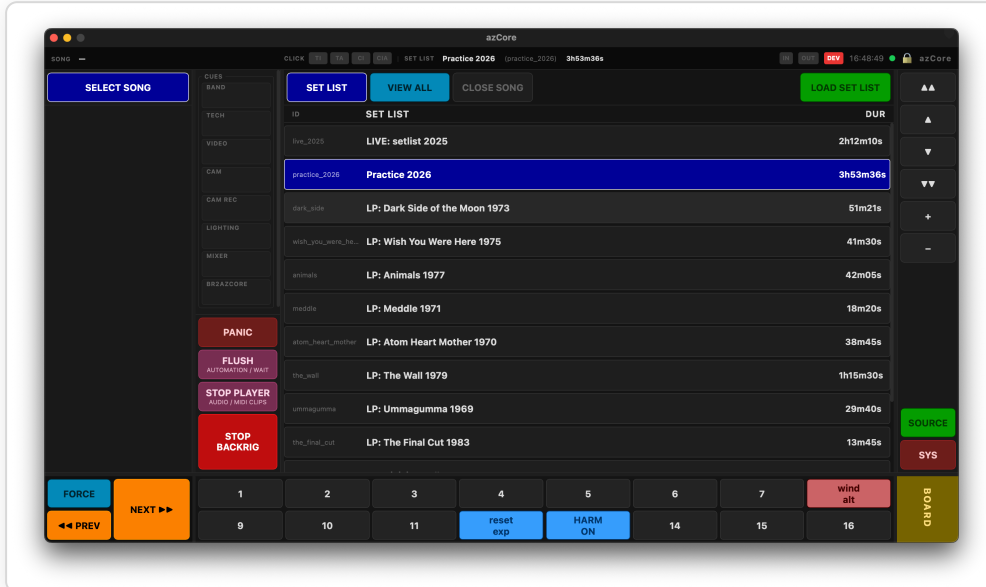 azCore
SONG —
CLICK T1 TA CI CIA SET LIST Practice 2026 (practice_2026) 3h53m36s
IN OUT DEV 16:48:49 azCore
SELECT SONG
CUES
BAND
TECH
VIDEO
CAM
CAM REC
LIGHTING
MIXER
BR2AZCORE
PANIC
FLUSH
AUTOMATION / WAIT
STOP PLAYER
AUDIO / MIDI CLIPS
STOP
BACKRIG
SET LIST VIEW ALL CLOSE SONG LOAD SET LIST
ID SET LIST DUR
live_2025 LIVE: setlist 2025 2h12m10s
practice_2026 Practice 2026 3h53m36s
dark_side LP: Dark Side of the Moon 1973 51m21s
wish_you_were_he... LP: Wish You Were Here 1975 41m30s
animals LP: Animals 1977 42m05s
meddle LP: Meddle 1971 18m20s
atom_heart_mother LP: Atom Heart Mother 1970 38m45s
the_wall LP: The Wall 1979 1h15m30s
ummagumma LP: Ummagumma 1969 29m40s
the_final_cut LP: The Final Cut 1983 13m45s
▲▲
▲
▼
▼▼
+
−
SOURCE
SYS
FORCE
◀◀ PREV
NEXT ▶▶
1 2 3 4 5 6 7 wind
alt
9 10 11 reset
exp HARM
ON 14 15 16
BOARD